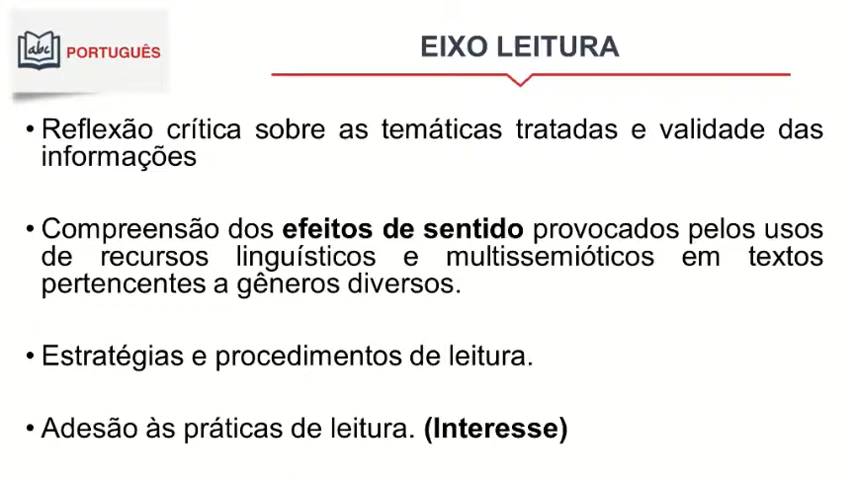 abc PORTUGUÊS
EIXO LEITURA
• Reflexão crítica sobre as temáticas tratadas e validade das
informações
• Compreensão dos efeitos de sentido provocados pelos usos
de recursos linguísticos e multissemióticos em textos
pertencentes a gêneros diversos.
• Estratégias e procedimentos de leitura.
• Adesão às práticas de leitura. (Interesse)